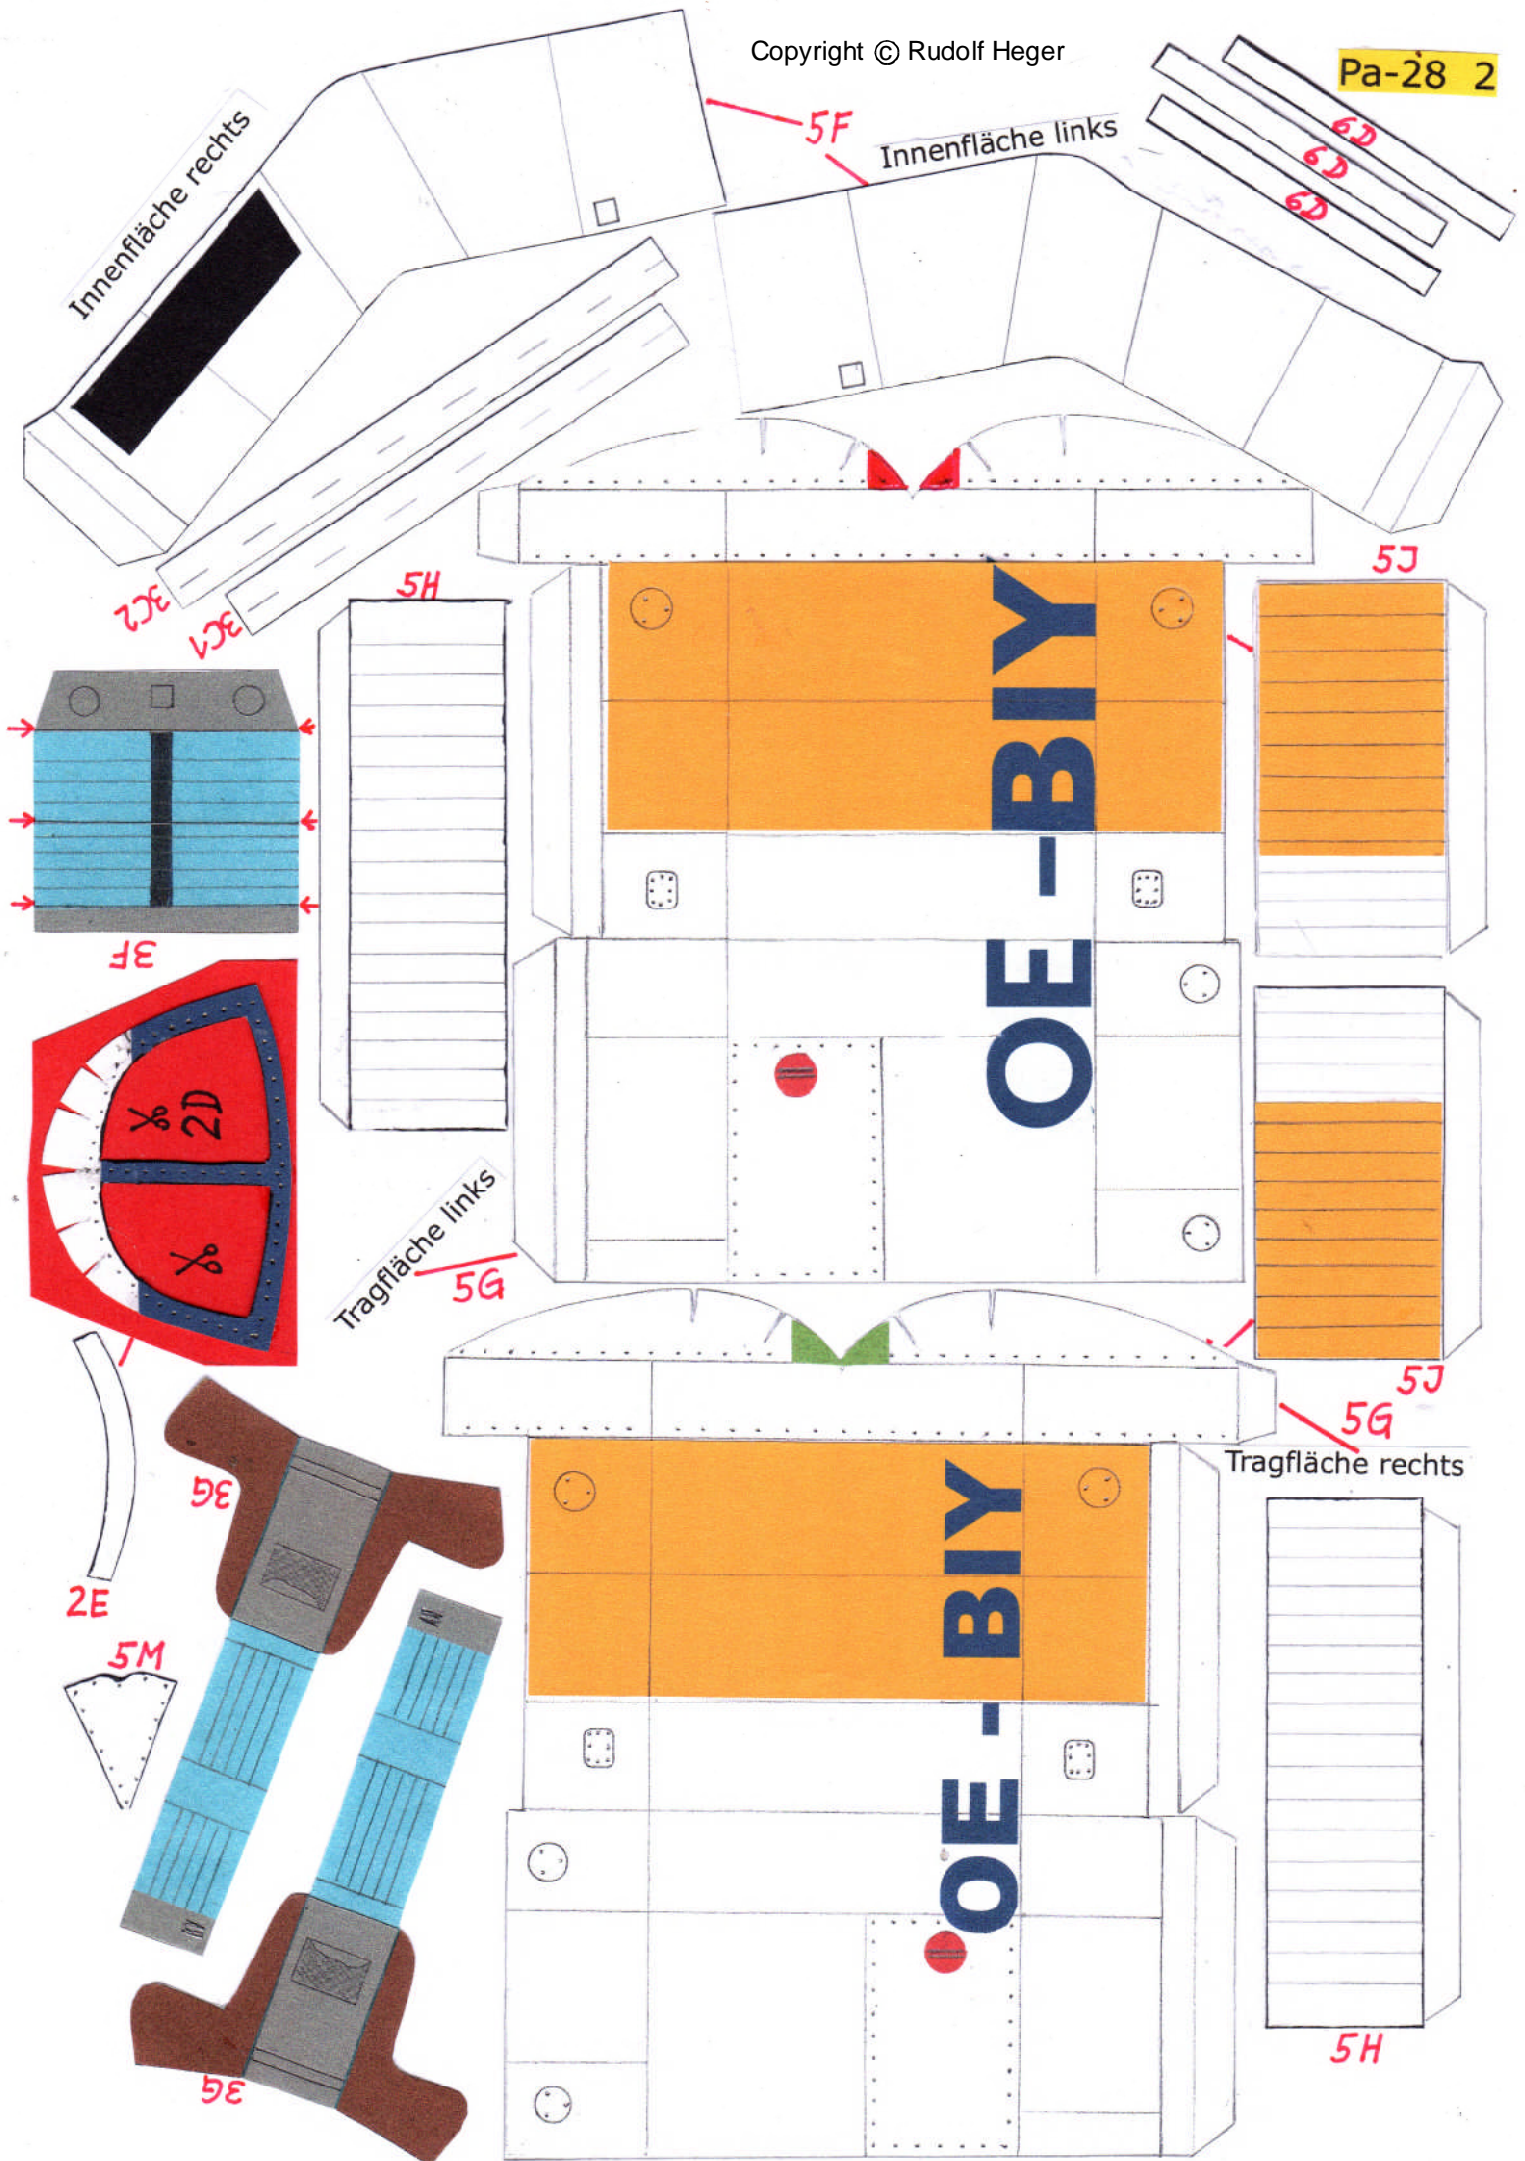 Copyright © Rudolf Heger
Pa-28 2
Innenfläche rechts
5F
Innenfläche links
6D
6D
6D
3C2
3C1
5H
5J
OE-BIY
3F
2D
Tragfläche links
5G
5J
5G
Tragfläche rechts
2E
3G
5M
OE-BIY
3G
5H